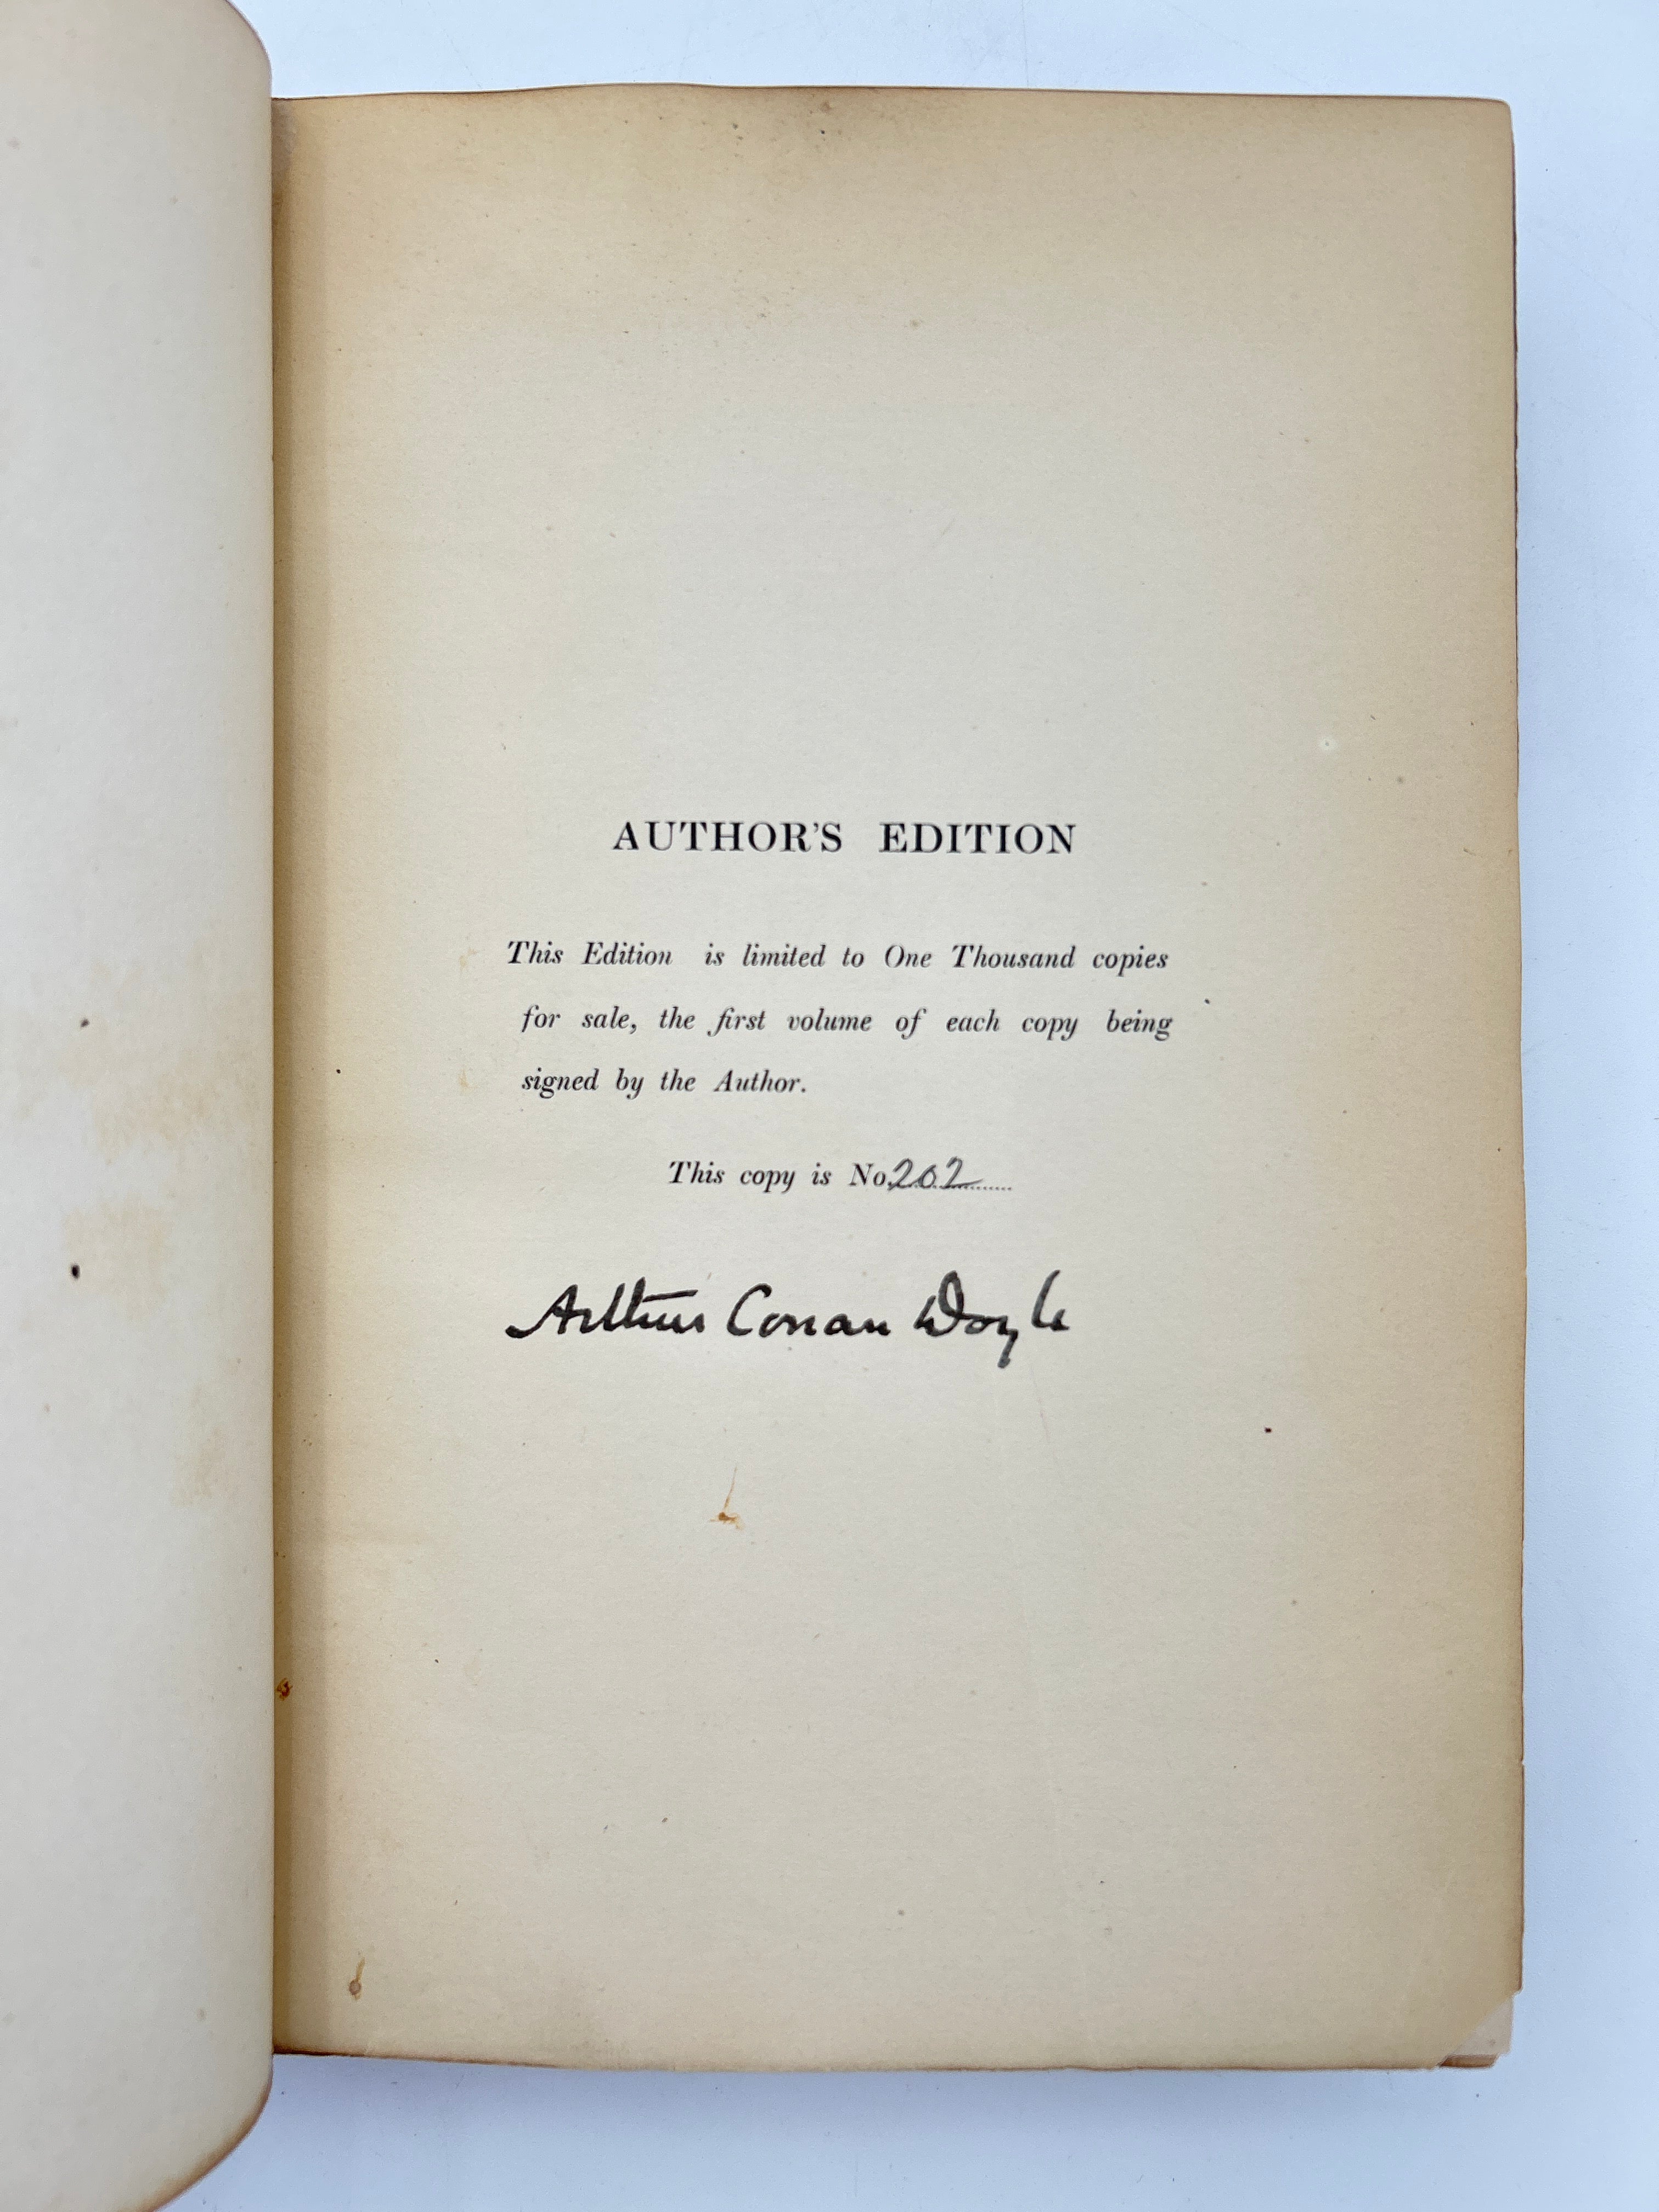 AUTHOR'S EDITION
This Edition is limited to One Thousand copies
for sale, the first volume of each copy being
signed by the Author.
This copy is No. 202
Arthur Conan Doyle